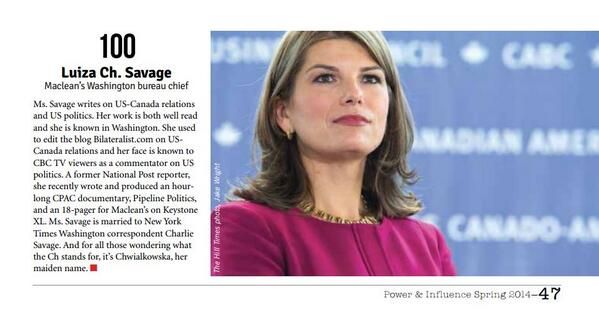 100
Luiza Ch. Savage
Maclean's Washington bureau chief
Ms. Savage writes on US-Canada relations
and US politics. Her work is both well read
and she is known in Washington. She used
to edit the blog Bilateralist.com on US-
Canada relations and her face is known to
CBC TV viewers as a commentator on US
politics. A former National Post reporter,
she recently wrote and produced an hour-
long CPAC documentary, Pipeline Politics,
and an 18-pager for Maclean's on Keystone
XL. Ms. Savage is married to New York
Times Washington correspondent Charlie
Savage. And for all those wondering what
the Ch stands for, it's Chwialkowska, her
maiden name.
The Hill Times photo, Jake Wright
CABC
ANADIAN AMER
CANADO-AM
Power & Influence Spring 2014—47